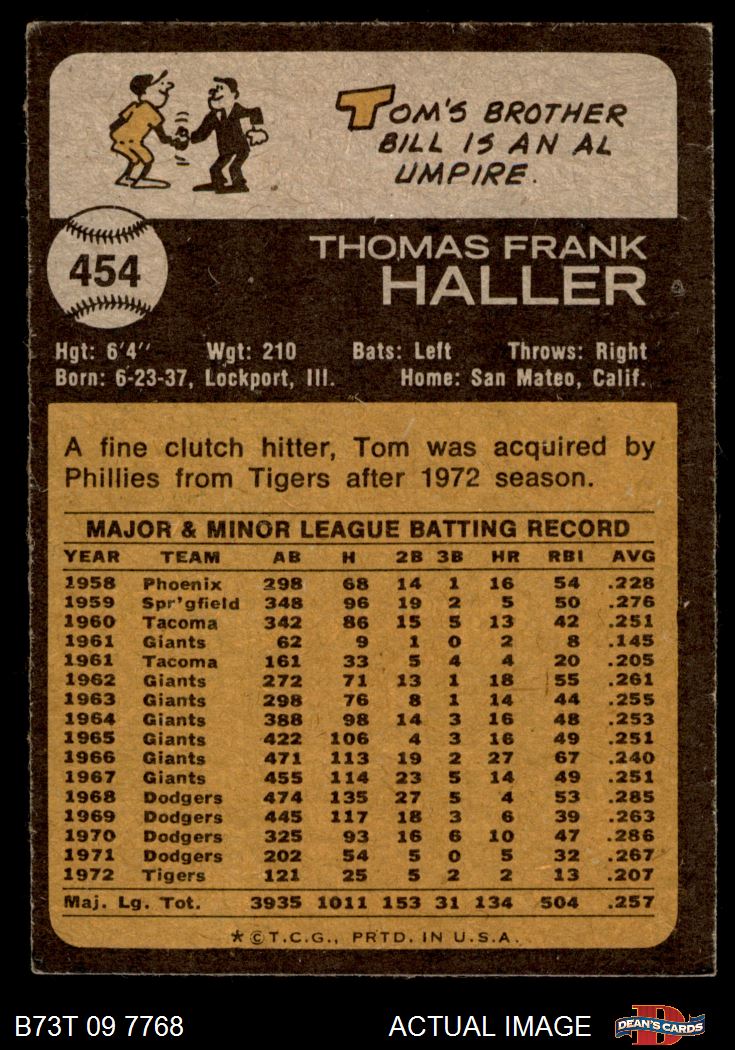 TOM'S BROTHER
BILL IS AN AL
UMPIRE.
454
THOMAS FRANK
HALLER
Hgt: 6'4'' Wgt: 210 Bats: Left Throws: Right
Born: 6-23-37, Lockport, Ill. Home: San Mateo, Calif.
A fine clutch hitter, Tom was acquired by
Phillies from Tigers after 1972 season.
MAJOR & MINOR LEAGUE BATTING RECORD
YEAR TEAM AB H 2B 3B HR RBI AVG
1958 Phoenix 298 68 14 1 16 54 .228
1959 Spr'gfield 348 96 19 2 5 50 .276
1960 Tacoma 342 86 15 5 13 42 .251
1961 Giants 62 9 1 0 2 8 .145
1961 Tacoma 161 33 5 4 4 20 .205
1962 Giants 272 71 13 1 18 55 .261
1963 Giants 298 76 8 1 14 44 .255
1964 Giants 388 98 14 3 16 48 .253
1965 Giants 422 106 4 3 16 49 .251
1966 Giants 471 113 19 2 27 67 .240
1967 Giants 455 114 23 5 14 49 .251
1968 Dodgers 474 135 27 5 4 53 .285
1969 Dodgers 445 117 18 3 6 39 .263
1970 Dodgers 325 93 16 6 10 47 .286
1971 Dodgers 202 54 5 0 5 32 .267
1972 Tigers 121 25 5 2 2 13 .207
Maj. Lg. Tot. 3935 1011 153 31 134 504 .257
*©T.C.G., PRTD. IN U.S.A.
B73T 09 7768 ACTUAL IMAGE DEAN'S CARDS